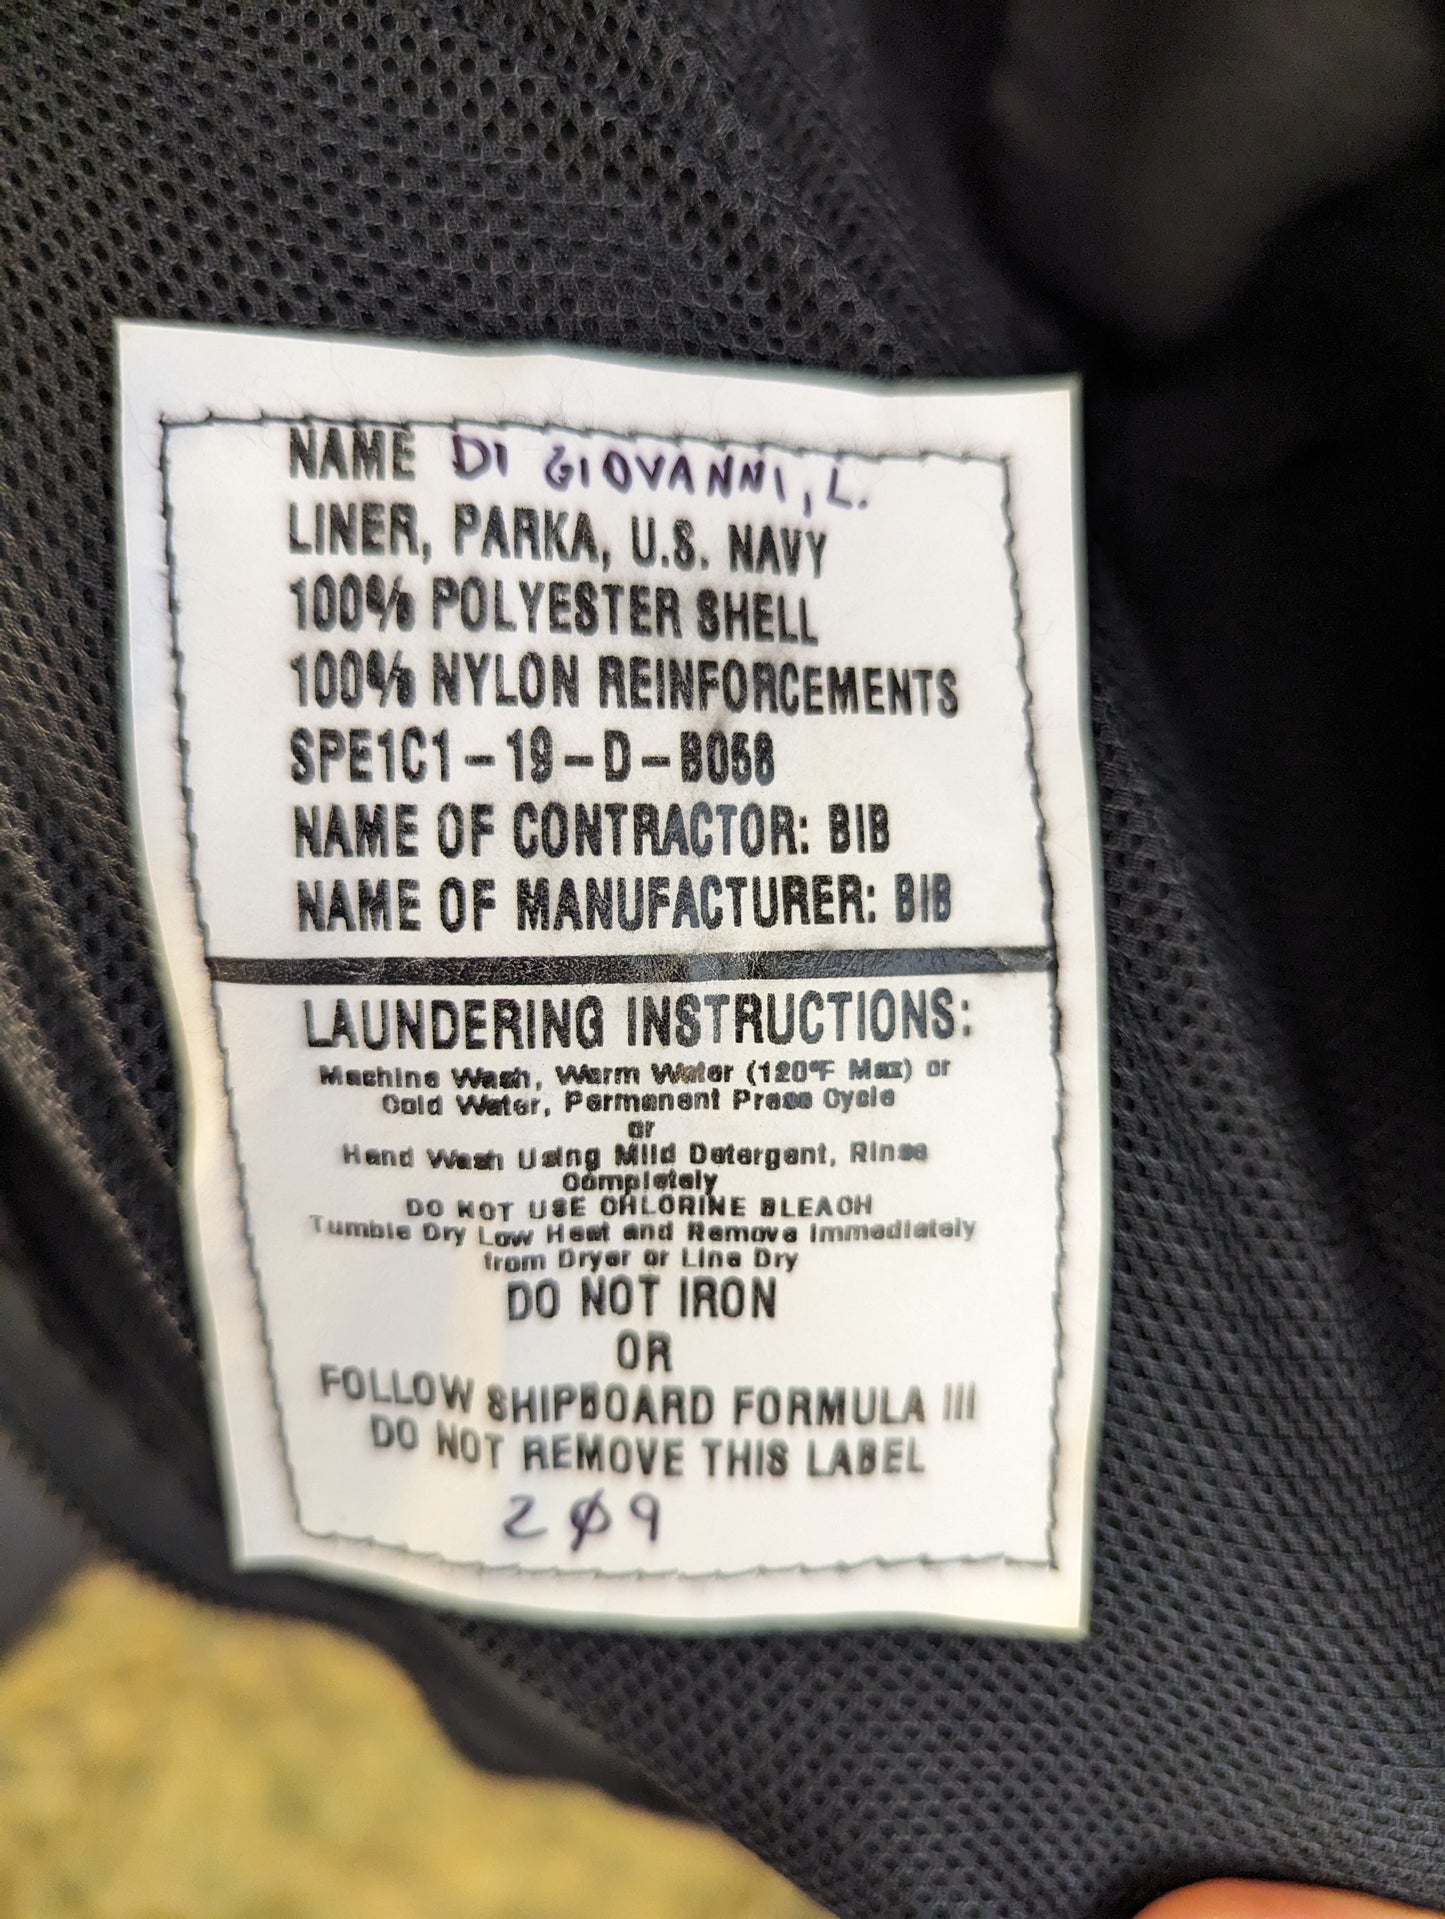 NAME DI GIOVANNI, L.
LINER, PARKA, U.S. NAVY
100% POLYESTER SHELL
100% NYLON REINFORCEMENTS
SPE1C1-19-D-B058
NAME OF CONTRACTOR: BIB
NAME OF MANUFACTURER: BIB
LAUNDERING INSTRUCTIONS:
Machine Wash, Warm Water (120°F Max) or
Cold Water, Permanent Press Cycle
or
Hand Wash Using Mild Detergent, Rinse
Completely
DO NOT USE CHLORINE BLEACH
Tumble Dry Low Heat and Remove Immediately
from Dryer or Line Dry
DO NOT IRON
OR
FOLLOW SHIPBOARD FORMULA III
DO NOT REMOVE THIS LABEL
2Ø9